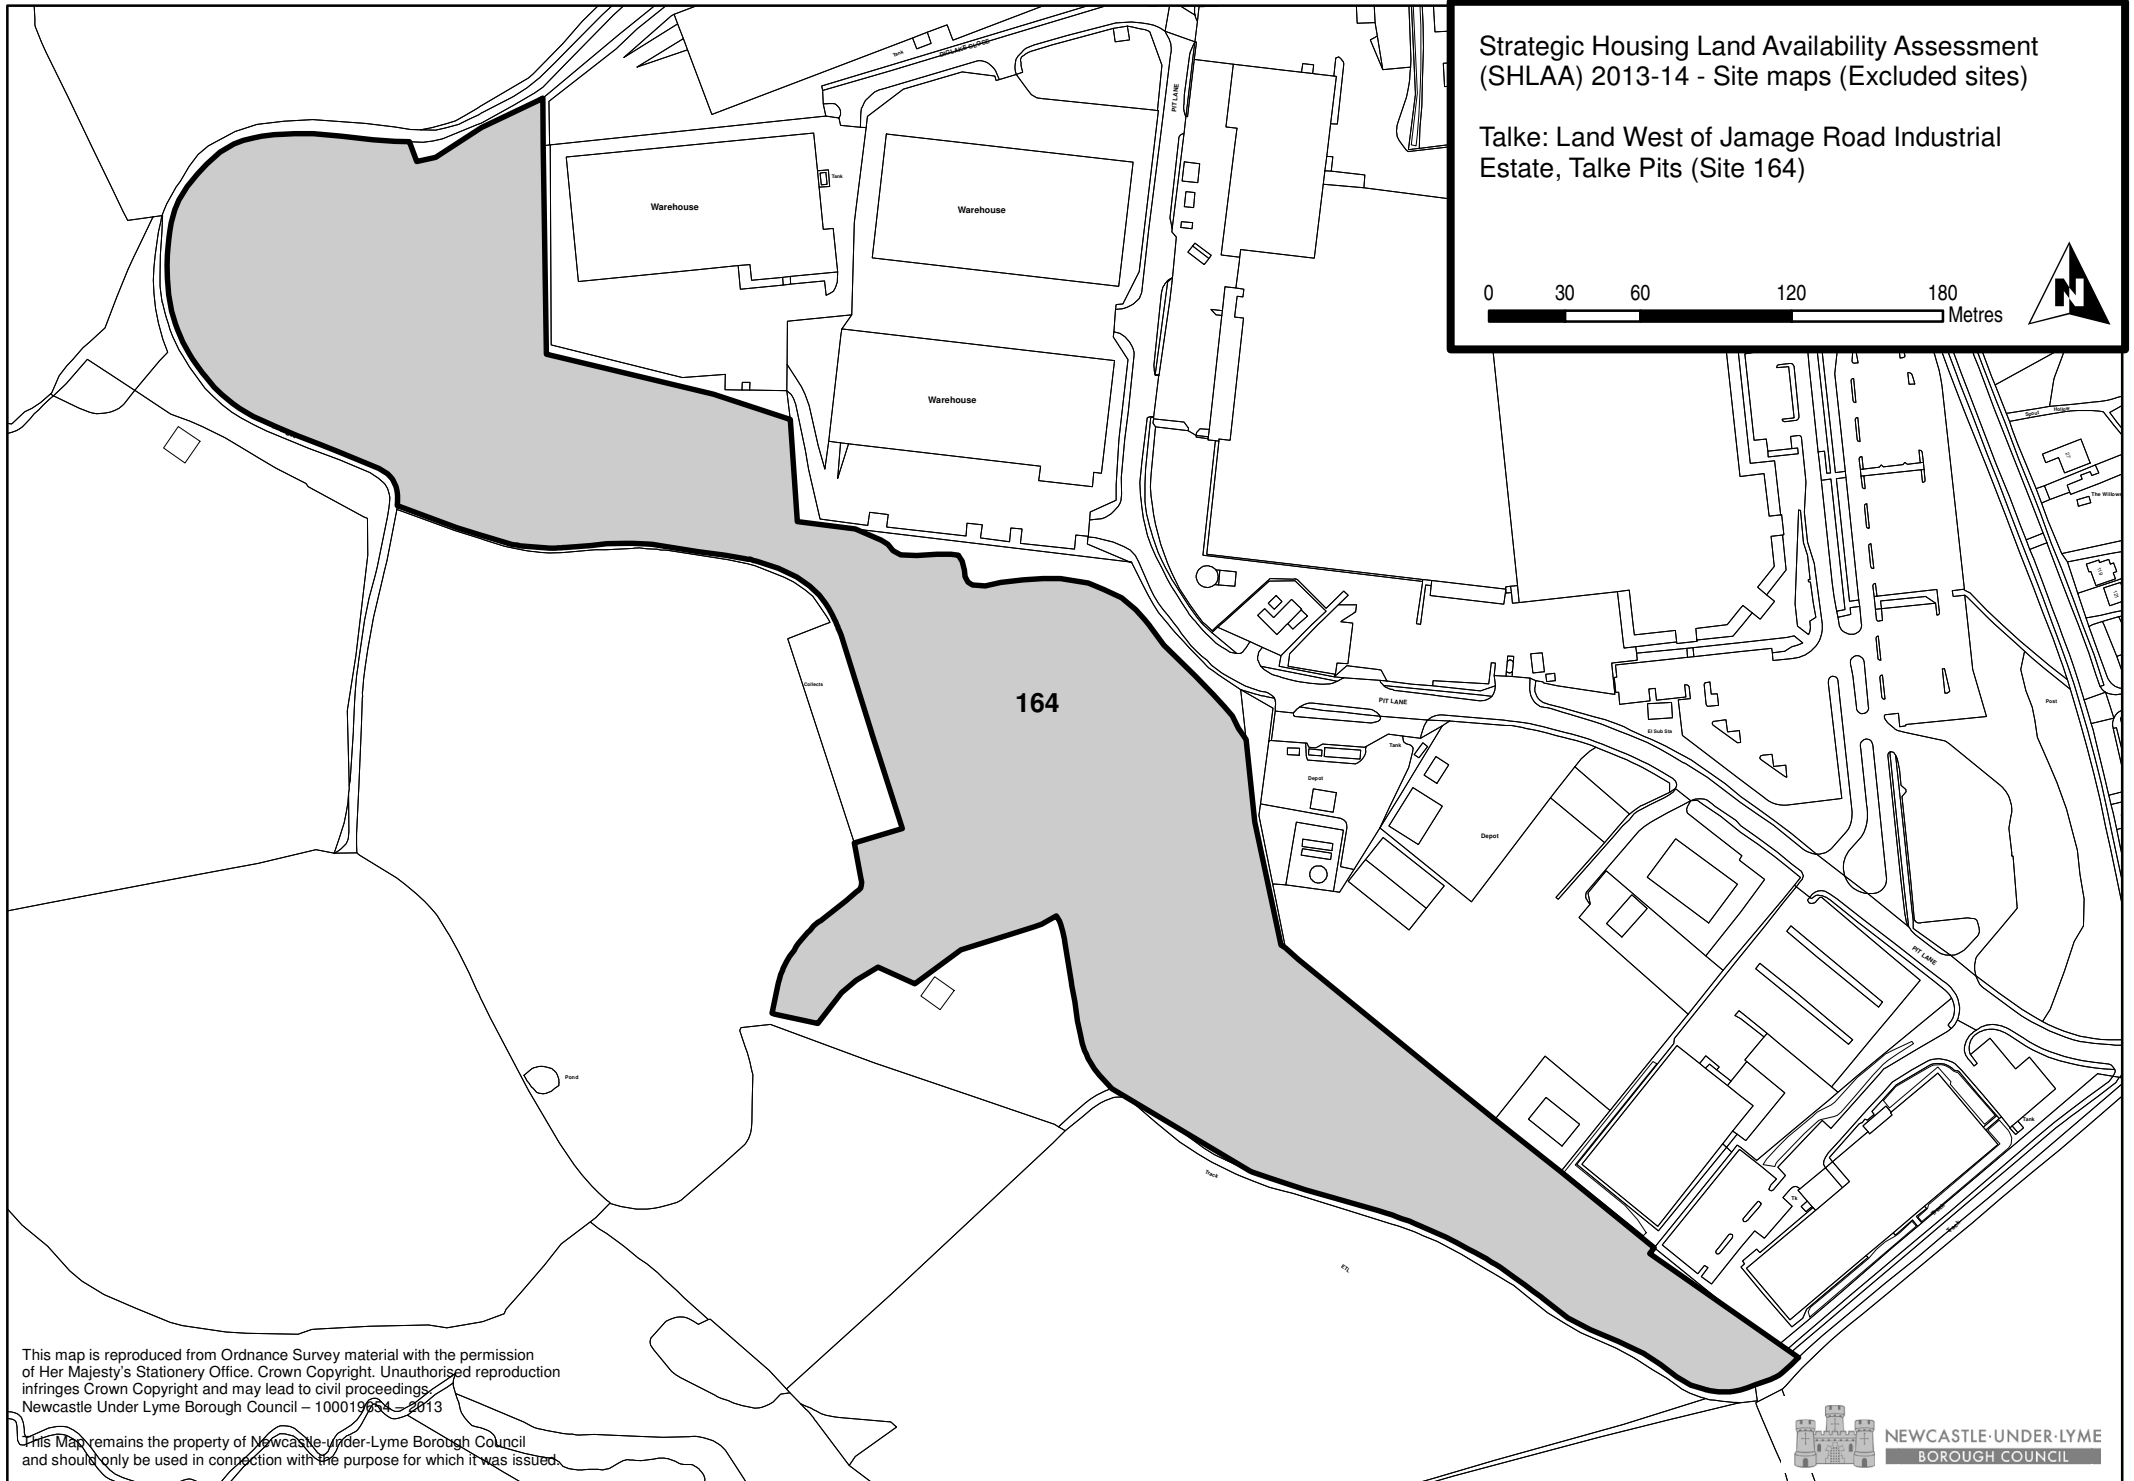 Strategic Housing Land Availability Assessment
(SHLAA) 2013-14 - Site maps (Excluded sites)
Talke: Land West of Jamage Road Industrial
Estate, Talke Pits (Site 164)
0 30 60 120 180
Metres
N
Tank
PIT LANE
Warehouse
Tank
Warehouse
Warehouse
Spout Hollow
The Willows
Collects
164
PIT LANE
Post
El Sub Sta
Tank
Depot
Depot
PIT LANE
Pond
Tank
Track
Tk
Track
ETL
This map is reproduced from Ordnance Survey material with the permission
of Her Majesty's Stationery Office. Crown Copyright. Unauthorised reproduction
infringes Crown Copyright and may lead to civil proceedings.
Newcastle Under Lyme Borough Council – 100019654 – 2013
This Map remains the property of Newcastle-under-Lyme Borough Council
and should only be used in connection with the purpose for which it was issued.
NEWCASTLE·UNDER·LYME
BOROUGH COUNCIL